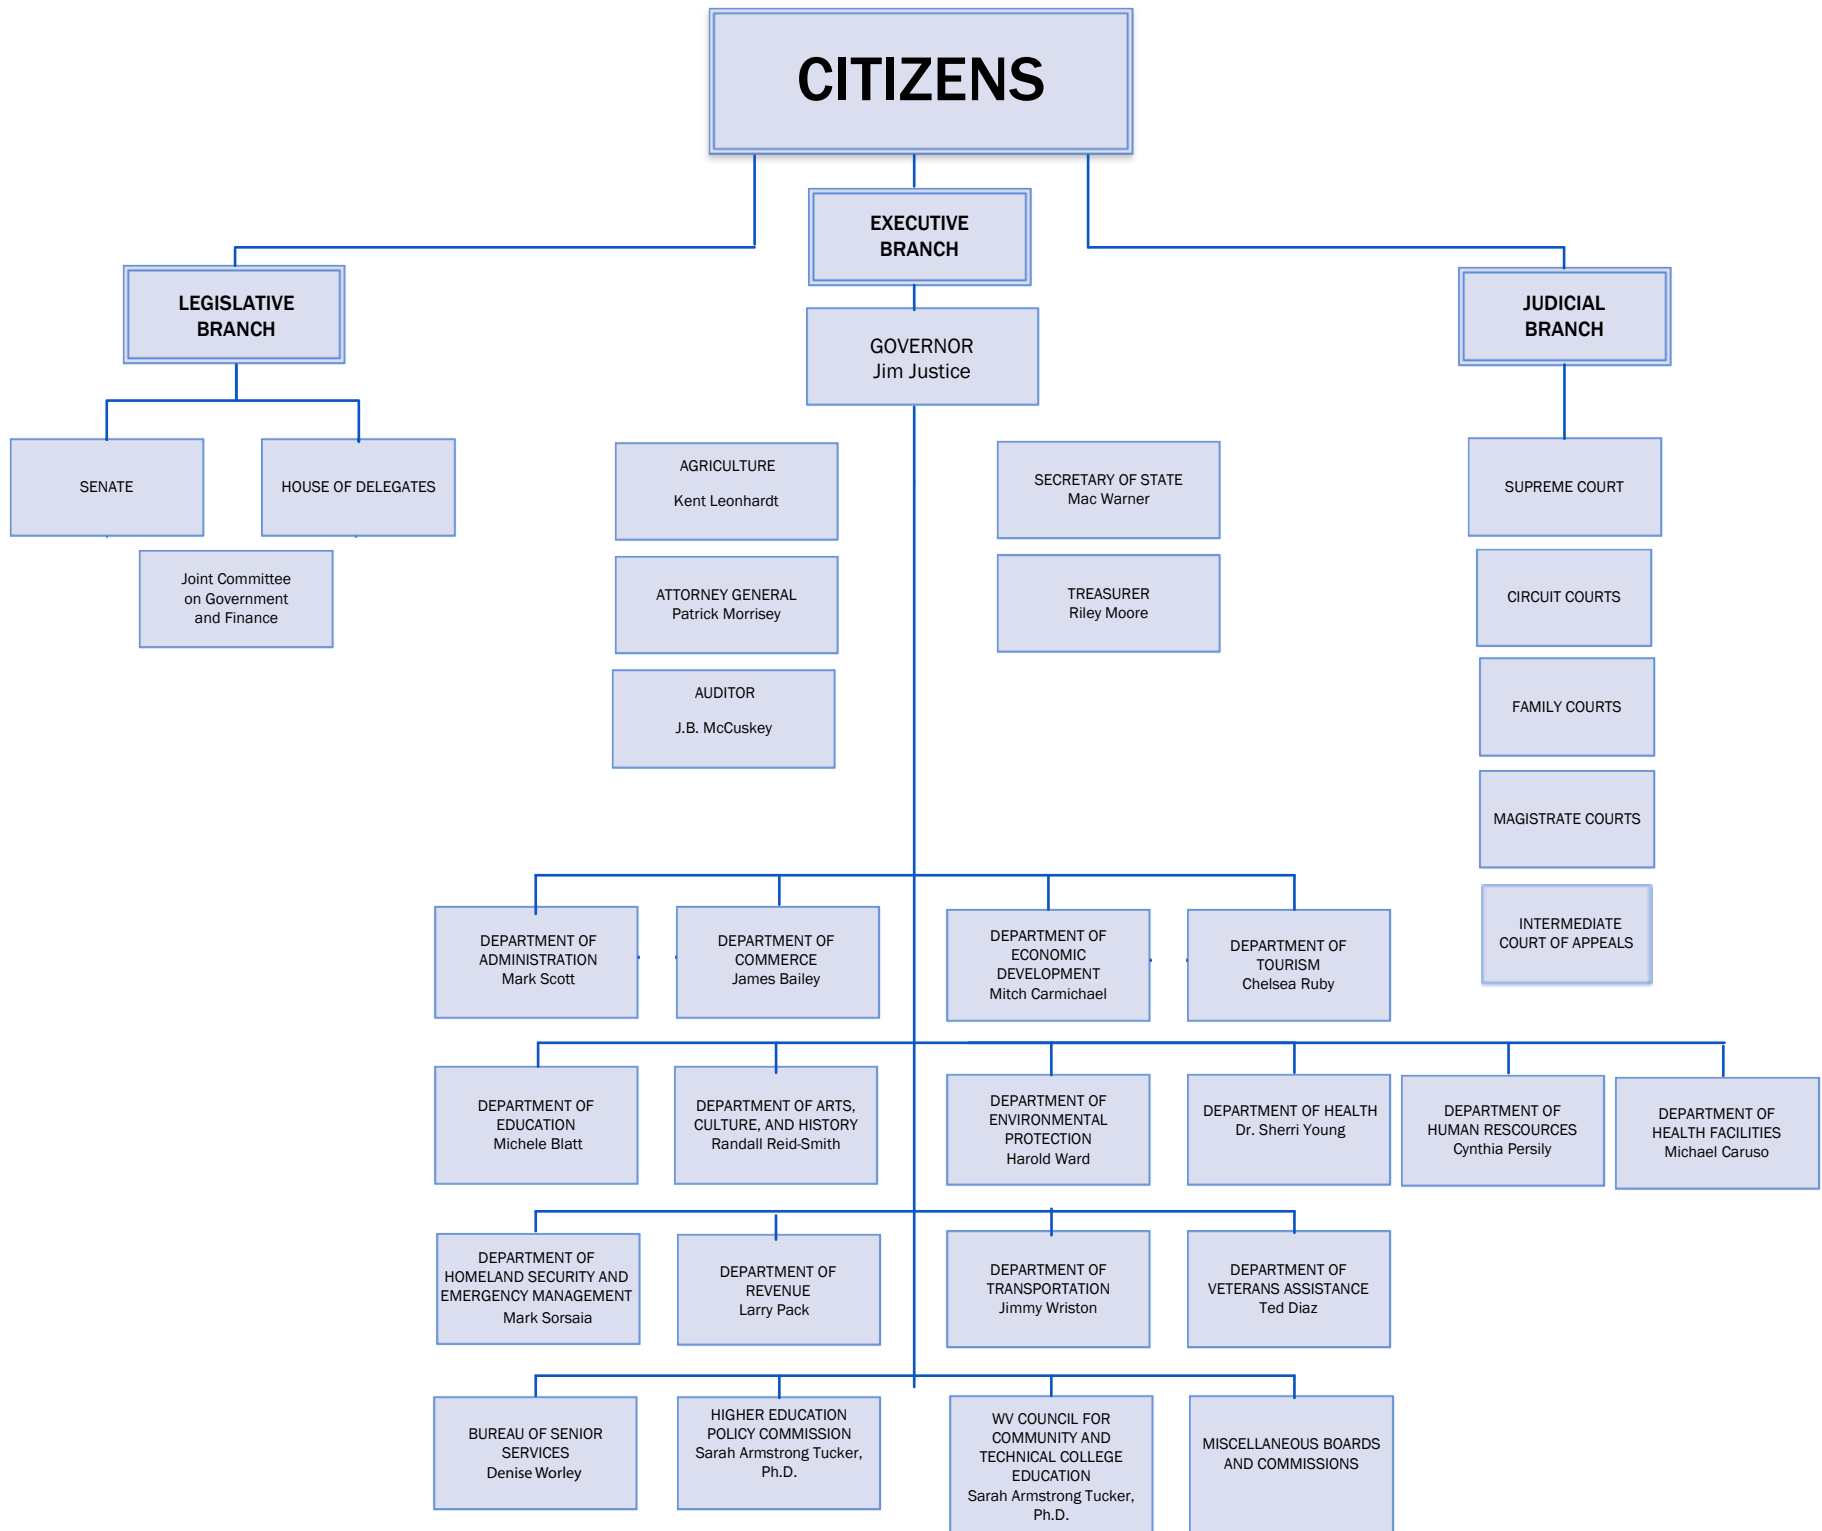 CITIZENS
EXECUTIVE
BRANCH
LEGISLATIVE
BRANCH
JUDICIAL
BRANCH
GOVERNOR
Jim Justice
SENATE
HOUSE OF DELEGATES
Joint Committee
on Government
and Finance
AGRICULTURE
Kent Leonhardt
SECRETARY OF STATE
Mac Warner
ATTORNEY GENERAL
Patrick Morrisey
TREASURER
Riley Moore
AUDITOR
J.B. McCuskey
SUPREME COURT
CIRCUIT COURTS
FAMILY COURTS
MAGISTRATE COURTS
INTERMEDIATE
COURT OF APPEALS
DEPARTMENT OF
ADMINISTRATION
Mark Scott
DEPARTMENT OF
COMMERCE
James Bailey
DEPARTMENT OF
ECONOMIC
DEVELOPMENT
Mitch Carmichael
DEPARTMENT OF
TOURISM
Chelsea Ruby
DEPARTMENT OF
EDUCATION
Michele Blatt
DEPARTMENT OF ARTS,
CULTURE, AND HISTORY
Randall Reid-Smith
DEPARTMENT OF
ENVIRONMENTAL
PROTECTION
Harold Ward
DEPARTMENT OF HEALTH
Dr. Sherri Young
DEPARTMENT OF
HUMAN RESCOURCES
Cynthia Persily
DEPARTMENT OF
HEALTH FACILITIES
Michael Caruso
DEPARTMENT OF
HOMELAND SECURITY AND
EMERGENCY MANAGEMENT
Mark Sorsaia
DEPARTMENT OF
REVENUE
Larry Pack
DEPARTMENT OF
TRANSPORTATION
Jimmy Wriston
DEPARTMENT OF
VETERANS ASSISTANCE
Ted Diaz
BUREAU OF SENIOR
SERVICES
Denise Worley
HIGHER EDUCATION
POLICY COMMISSION
Sarah Armstrong Tucker,
Ph.D.
WV COUNCIL FOR
COMMUNITY AND
TECHNICAL COLLEGE
EDUCATION
Sarah Armstrong Tucker,
Ph.D.
MISCELLANEOUS BOARDS
AND COMMISSIONS